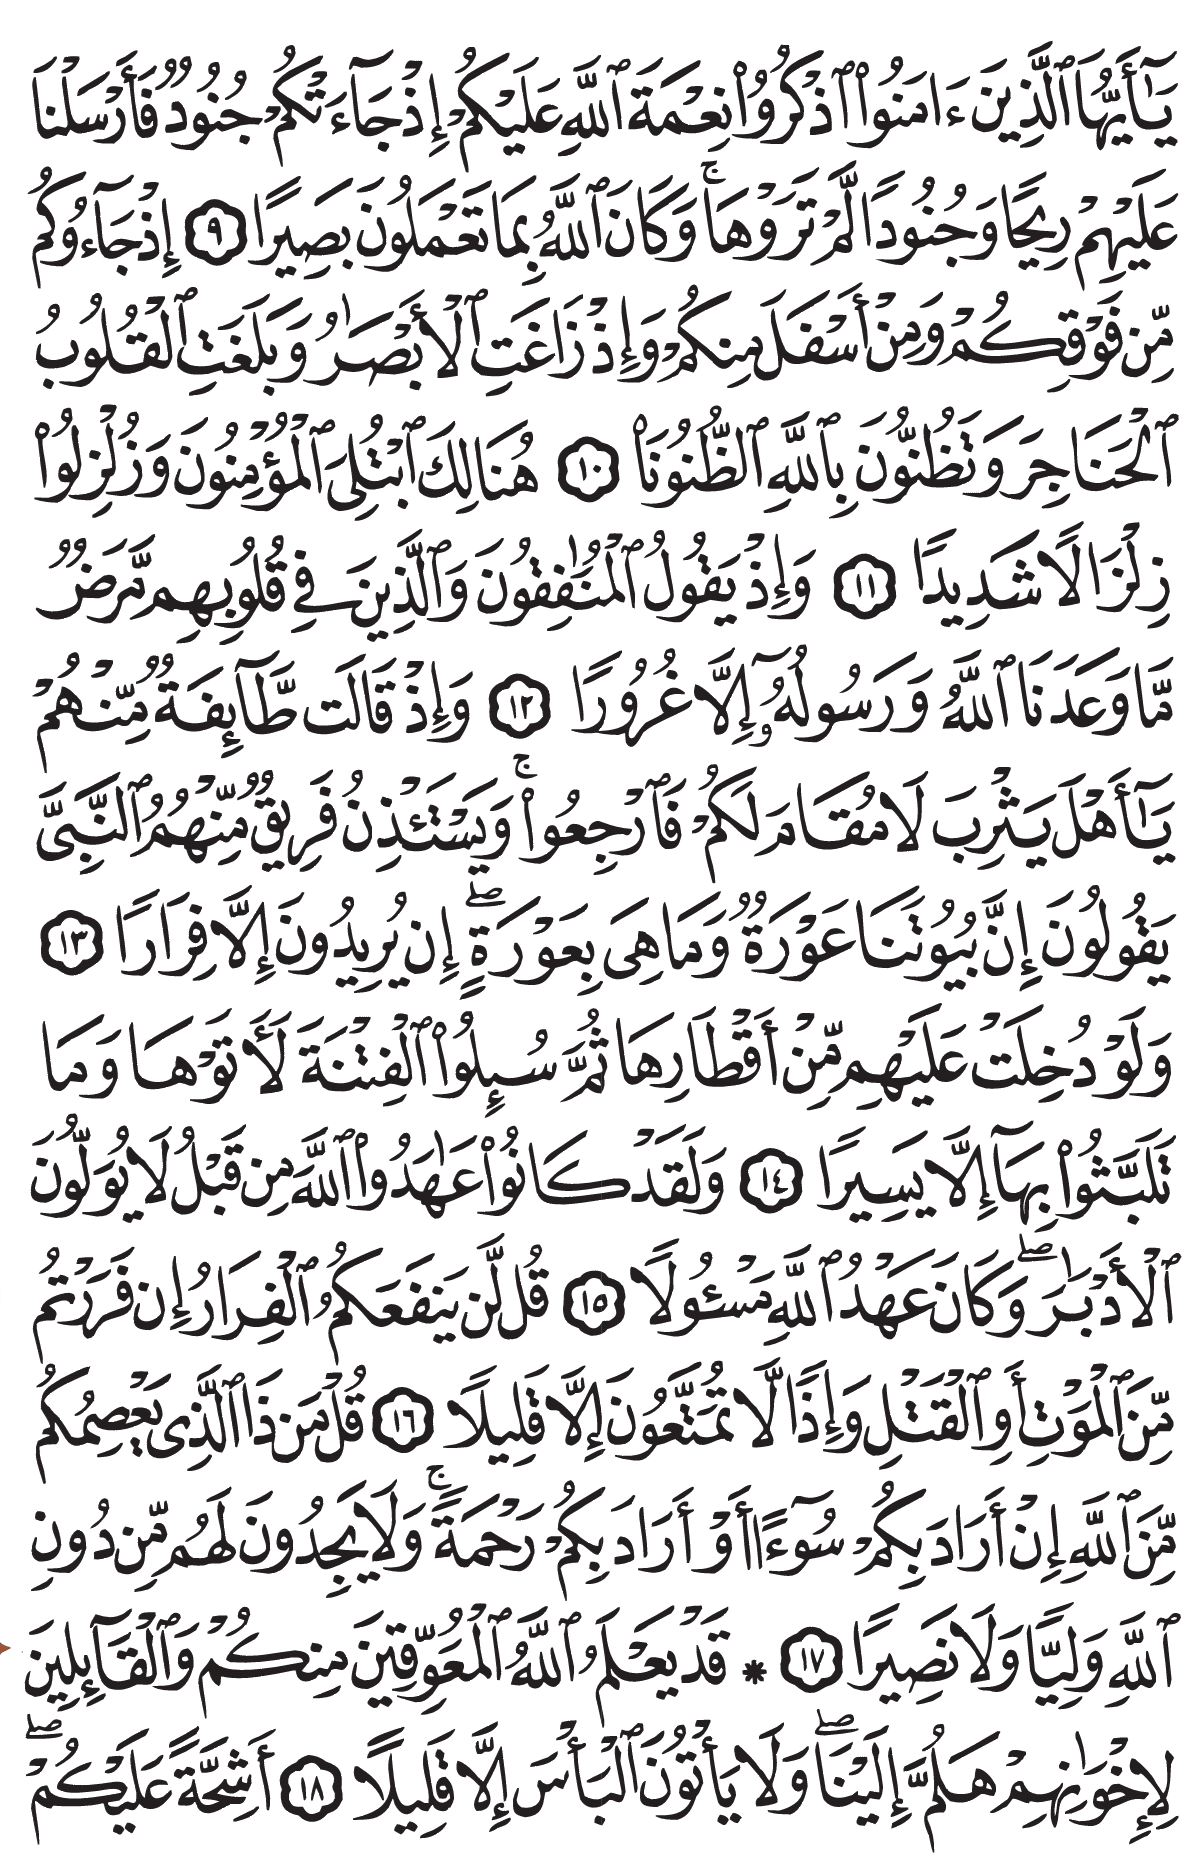 يَـٰٓأَيُّهَا ٱلَّذِينَ ءَامَنُوا۟ ٱذْكُرُوا۟ نِعْمَةَ ٱللَّهِ عَلَيْكُمْ إِذْ جَآءَتْكُمْ جُنُودٌۭ فَأَرْسَلْنَا
عَلَيْهِمْ رِيحًۭا وَجُنُودًۭا لَّمْ تَرَوْهَا ۚ وَكَانَ ٱللَّهُ بِمَا تَعْمَلُونَ بَصِيرًا ٩ إِذْ جَآءُوكُم
مِّن فَوْقِكُمْ وَمِنْ أَسْفَلَ مِنكُمْ وَإِذْ زَاغَتِ ٱلْأَبْصَـٰرُ وَبَلَغَتِ ٱلْقُلُوبُ
ٱلْحَنَاجِرَ وَتَظُنُّونَ بِٱللَّهِ ٱلظُّنُونَا۠ ١٠ هُنَالِكَ ٱبْتُلِىَ ٱلْمُؤْمِنُونَ وَزُلْزِلُوا۟
زِلْزَالًۭا شَدِيدًۭا ١١ وَإِذْ يَقُولُ ٱلْمُنَـٰفِقُونَ وَٱلَّذِينَ فِى قُلُوبِهِم مَّرَضٌۭ
مَّا وَعَدَنَا ٱللَّهُ وَرَسُولُهُۥٓ إِلَّا غُرُورًۭا ١٢ وَإِذْ قَالَت طَّآئِفَةٌۭ مِّنْهُمْ
يَـٰٓأَهْلَ يَثْرِبَ لَا مُقَامَ لَكُمْ فَٱرْجِعُوا۟ ۚ وَيَسْتَـْٔذِنُ فَرِيقٌۭ مِّنْهُمُ ٱلنَّبِىَّ
يَقُولُونَ إِنَّ بُيُوتَنَا عَوْرَةٌۭ وَمَا هِىَ بِعَوْرَةٍ ۖ إِن يُرِيدُونَ إِلَّا فِرَارًۭا ١٣
وَلَوْ دُخِلَتْ عَلَيْهِم مِّنْ أَقْطَارِهَا ثُمَّ سُئِلُوا۟ ٱلْفِتْنَةَ لَـَٔاتَوْهَا وَمَا
تَلَبَّثُوا۟ بِهَآ إِلَّا يَسِيرًۭا ١٤ وَلَقَدْ كَانُوا۟ عَـٰهَدُوا۟ ٱللَّهَ مِن قَبْلُ لَا يُوَلُّونَ
ٱلْأَدْبَـٰرَ ۖ وَكَانَ عَهْدُ ٱللَّهِ مَسْـُٔولًۭا ١٥ قُل لَّن يَنفَعَكُمُ ٱلْفِرَارُ إِن فَرَرْتُم
مِّنَ ٱلْمَوْتِ أَوِ ٱلْقَتْلِ وَإِذًۭا لَّا تُمَتَّعُونَ إِلَّا قَلِيلًۭا ١٦ قُلْ مَن ذَا ٱلَّذِى يَعْصِمُكُم
مِّنَ ٱللَّهِ إِنْ أَرَادَ بِكُمْ سُوٓءًا أَوْ أَرَادَ بِكُمْ رَحْمَةًۭ ۚ وَلَا يَجِدُونَ لَهُم مِّن دُونِ
ٱللَّهِ وَلِيًّۭا وَلَا نَصِيرًۭا ١٧ * قَدْ يَعْلَمُ ٱللَّهُ ٱلْمُعَوِّقِينَ مِنكُمْ وَٱلْقَآئِلِينَ
لِإِخْوَٰنِهِمْ هَلُمَّ إِلَيْنَا ۖ وَلَا يَأْتُونَ ٱلْبَأْسَ إِلَّا قَلِيلًا ١٨ أَشِحَّةً عَلَيْكُمْ ۖ